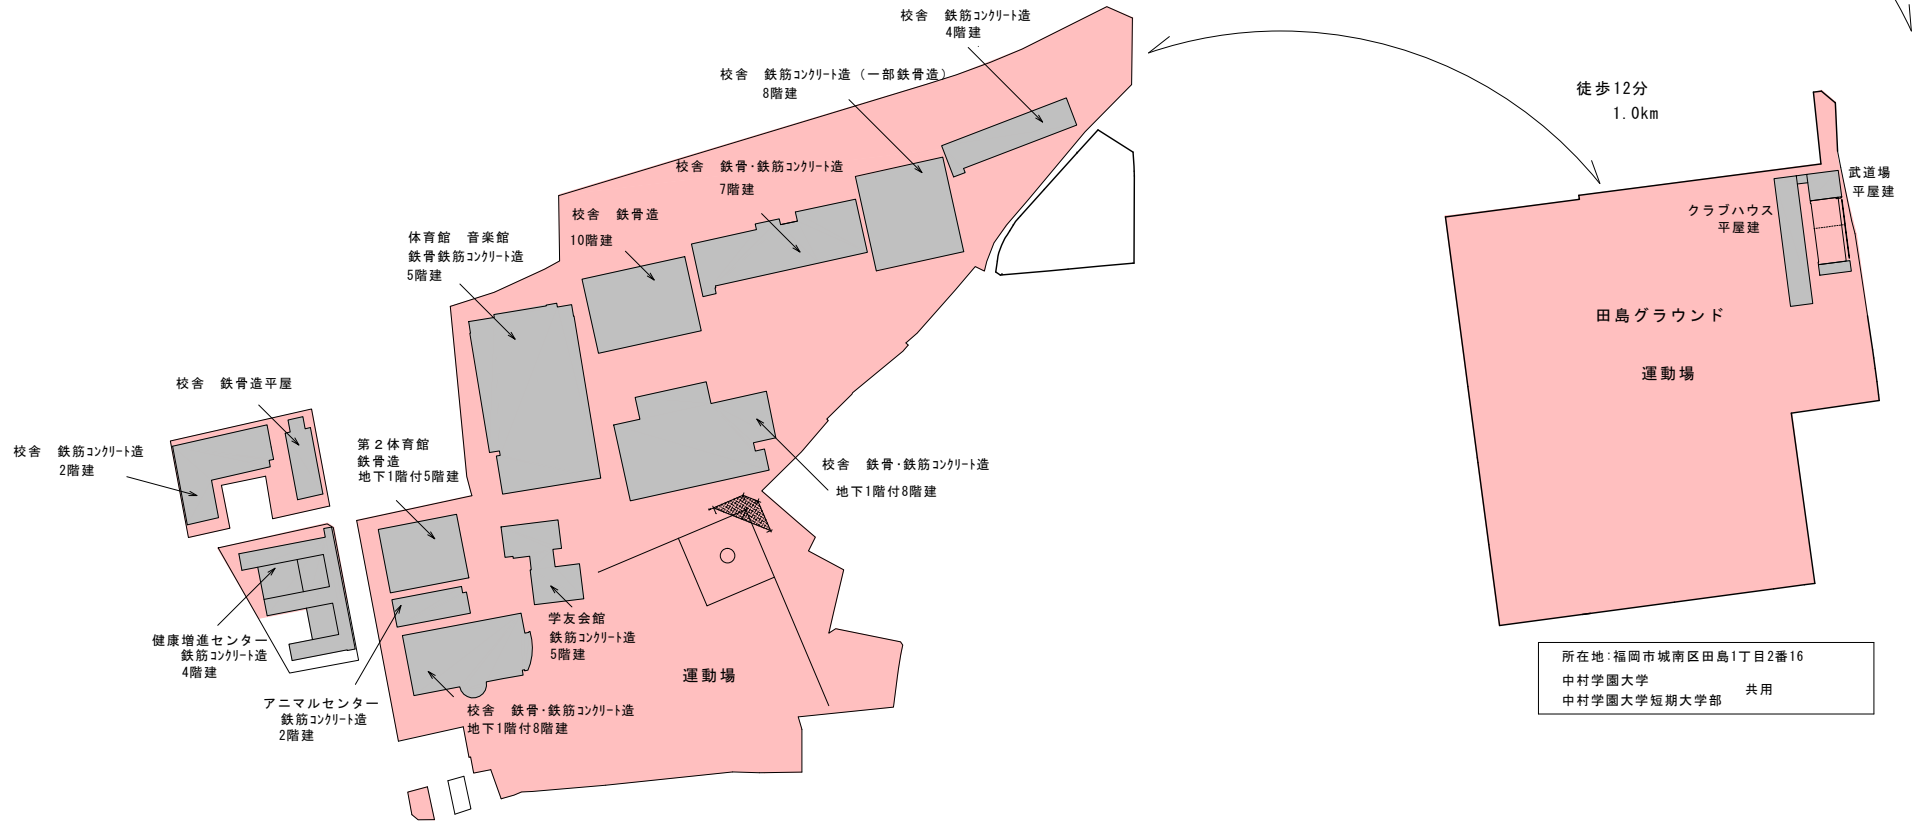 校舎　鉄筋コンクリート造
4階建
校舎　鉄筋コンクリート造（一部鉄骨造）
8階建
校舎　鉄骨・鉄筋コンクリート造
7階建
校舎　鉄骨造
10階建
体育館　音楽館
鉄骨鉄筋コンクリート造
5階建
校舎　鉄骨造平屋
校舎　鉄筋コンクリート造
2階建
第２体育館
鉄骨造
地下1階付5階建
校舎　鉄骨・鉄筋コンクリート造
地下1階付8階建
健康増進センター
鉄筋コンクリート造
4階建
アニマルセンター
鉄筋コンクリート造
2階建
学友会館
鉄筋コンクリート造
5階建
校舎　鉄骨・鉄筋コンクリート造
地下1階付8階建
運動場
徒歩12分
1.0km
武道場
平屋建
クラブハウス
平屋建
田島グラウンド
運動場
所在地:福岡市城南区田島1丁目2番16
中村学園大学
共用
中村学園大学短期大学部